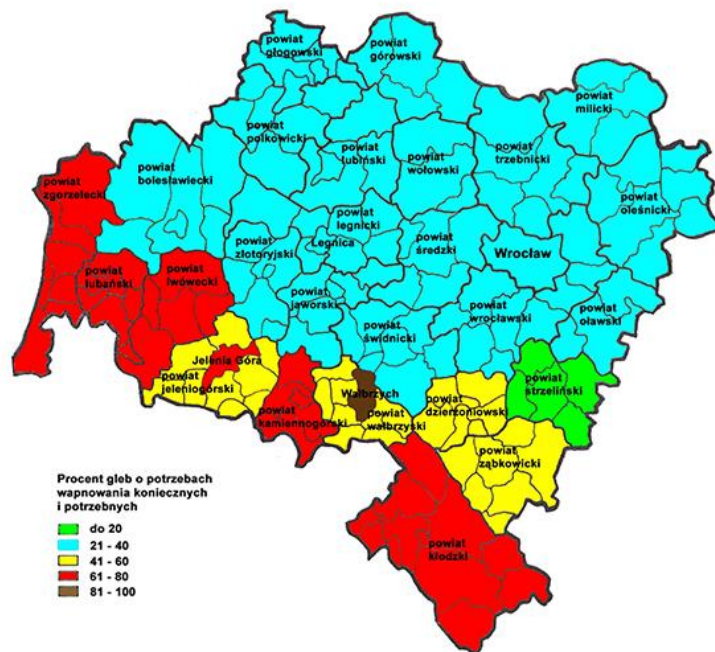 powiat
głogowski
powiat
górowski
powiat
milicki
powiat
polkowicki
powiat
lubiński
powiat
wołowski
powiat
trzebnicki
powiat
zgorzelecki
powiat
bolesławiecki
powiat
oleśnicki
powiat
legnicki
Legnica
powiat
złotoryjski
powiat
średzki
Wrocław
powiat
lubański
powiat
lwówecki
powiat
jaworski
powiat
wrocławski
powiat
oławski
powiat
świdnicki
Jelenia Góra
powiat
jeleniogórski
powiat
kamiennogórski
Wałbrzych
powiat
wałbrzyski
powiat
dzierżoniowski
powiat
strzeliński
powiat
ząbkowicki
powiat
kłodzki
Procent gleb o potrzebach
wapnowania koniecznych
i potrzebnych
do 20
21 - 40
41 - 60
61 - 80
81 - 100